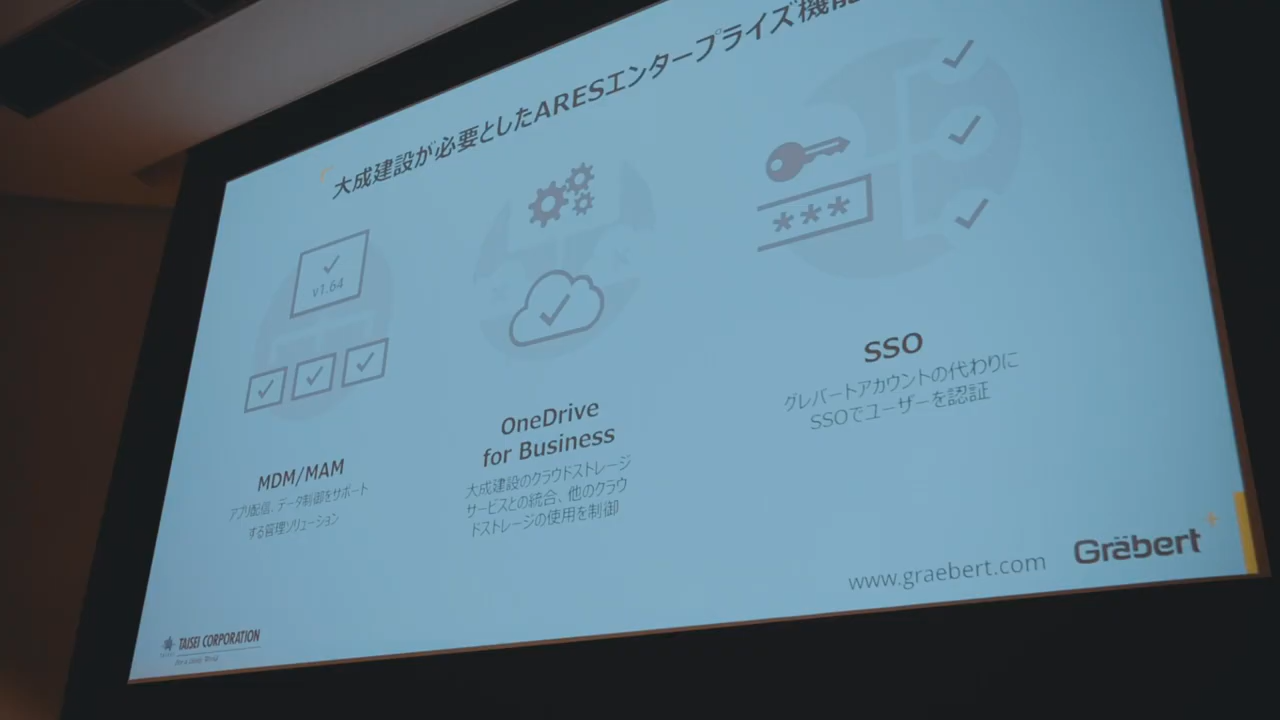 大成建設が必要としたARESエンタープライズ機能
v1.64
***
MDM/MAM
アプリ配信、データ制御をサポート
する管理ソリューション
OneDrive
for Business
大成建設のクラウドストレージ
サービスとの統合、他のクラウ
ドストレージの使用を制御
SSO
グレバートアカウントの代わりに
SSOでユーザーを認証
TAISEI CORPORATION
For a Lively World
www.graebert.com
Gräbert